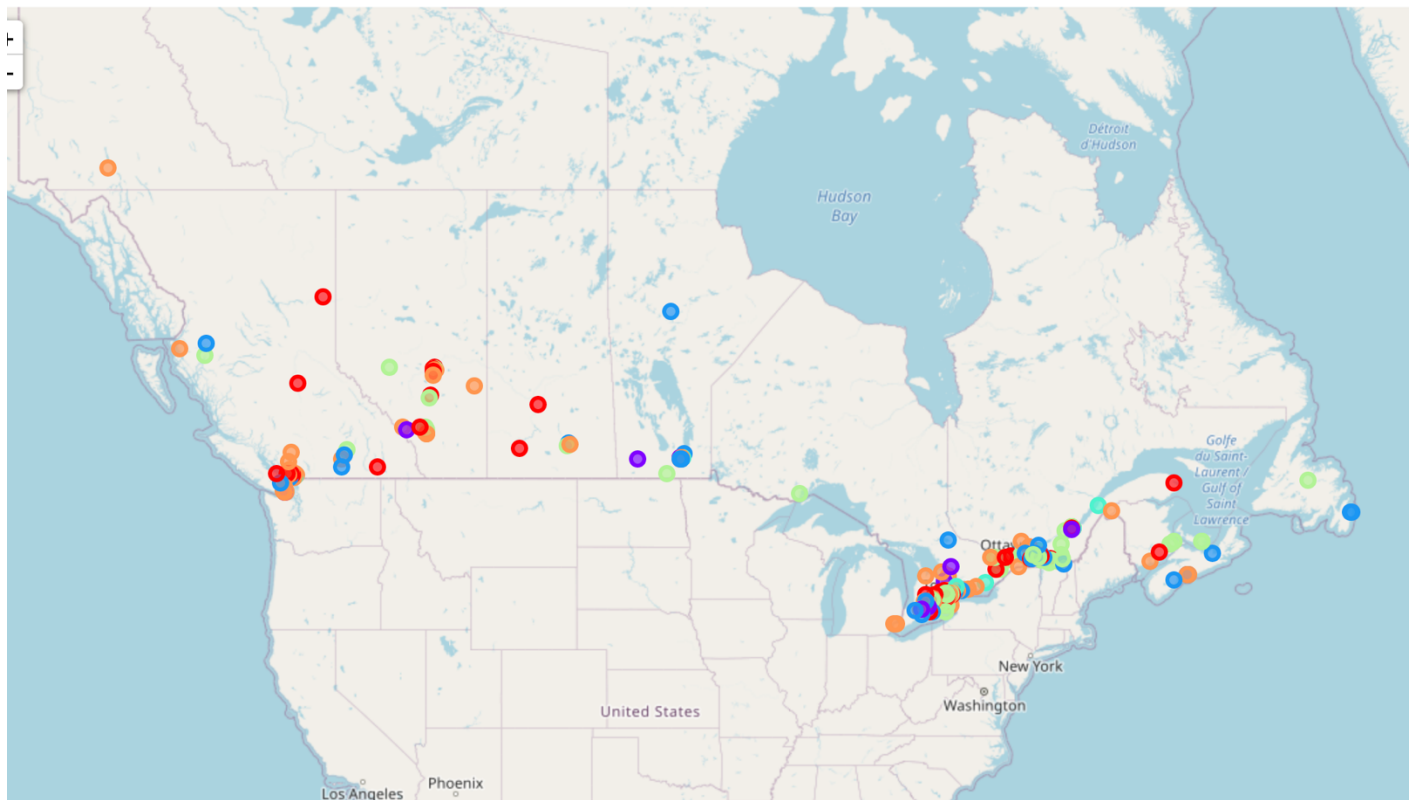 +
-
Détroit
d'Hudson
Hudson
Bay
Golfe
du Saint-
Laurent /
Gulf of
Saint
Lawrence
Otta
New York
Washington
United States
Phoenix
Los Angeles